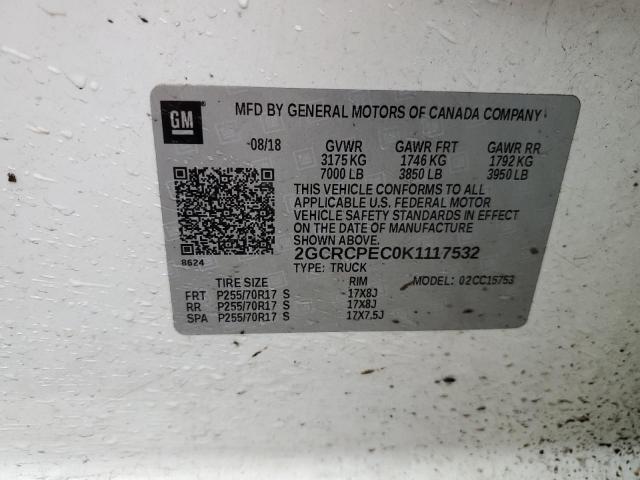 GM
MFD BY GENERAL MOTORS OF CANADA COMPANY
08/18 GVWR GAWR FRT GAWR RR
3175 KG 1746 KG 1792 KG
7000 LB 3850 LB 3950 LB
THIS VEHICLE CONFORMS TO ALL
APPLICABLE U.S. FEDERAL MOTOR
VEHICLE SAFETY STANDARDS IN EFFECT
ON THE DATE OF MANUFACTURE
SHOWN ABOVE.
2GCRCPEC0K1117532
8624
TYPE: TRUCK
TIRE SIZE RIM MODEL: 02CC15753
FRT P255/70R17 S 17X8J
RR P255/70R17 S 17X8J
SPA P255/70R17 S 17X7.5J